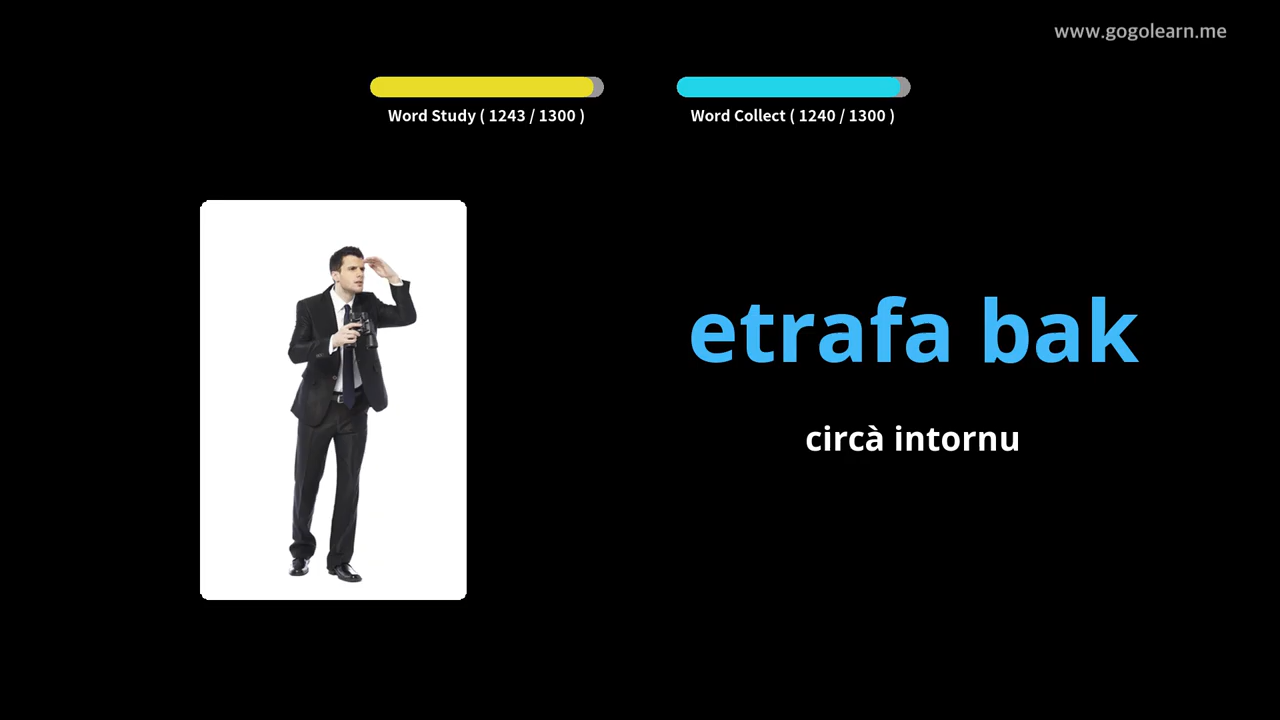 www.gogolearn.me
Word Study ( 1243 / 1300 )
Word Collect ( 1240 / 1300 )
etrafa bak
circà intornu